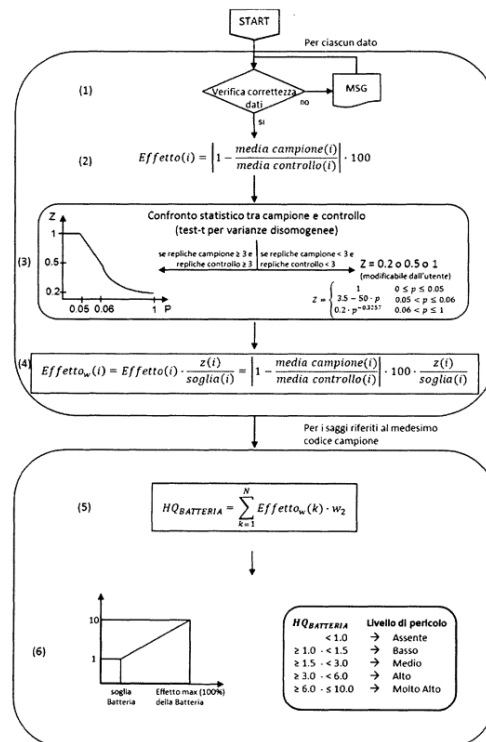 START
Per ciascun dato
(1)
Verifica correttezza
dati
no
MSG
si
(2)
Effetto(i) = |1 − media campione(i) / media controllo(i)| · 100
(3)
Confronto statistico tra campione e controllo
(test-t per varianze disomogenee)
Z
1
0.5
0.2
0.05 0.06 1
P
se repliche campione ≥ 3 e
repliche controllo ≥ 3
se repliche campione < 3 e
repliche controllo < 3
Z = 0.2 o 0.5 o 1
(modificabile dall'utente)
Z = { 1 0 ≤ p ≤ 0.05
3.5 − 50 · p 0.05 < p ≤ 0.06
0.2 · p^-0.3257 0.06 < p ≤ 1
(4)
Effetto_w(i) = Effetto(i) · z(i) / soglia(i) = |1 − media campione(i) / media controllo(i)| · 100 · z(i) / soglia(i)
Per i saggi riferiti al medesimo
codice campione
(5)
HQ_BATTERIA = ∑_{k=1}^{N} Effetto_w(k) · w_2
(6)
10
1
soglia
Batteria
Effetto max (100%)
della Batteria
HQ_BATTERIA Livello di pericolo
< 1.0 → Assente
≥ 1.0 - < 1.5 → Basso
≥ 1.5 - < 3.0 → Medio
≥ 3.0 - < 6.0 → Alto
≥ 6.0 - ≤ 10.0 → Molto Alto